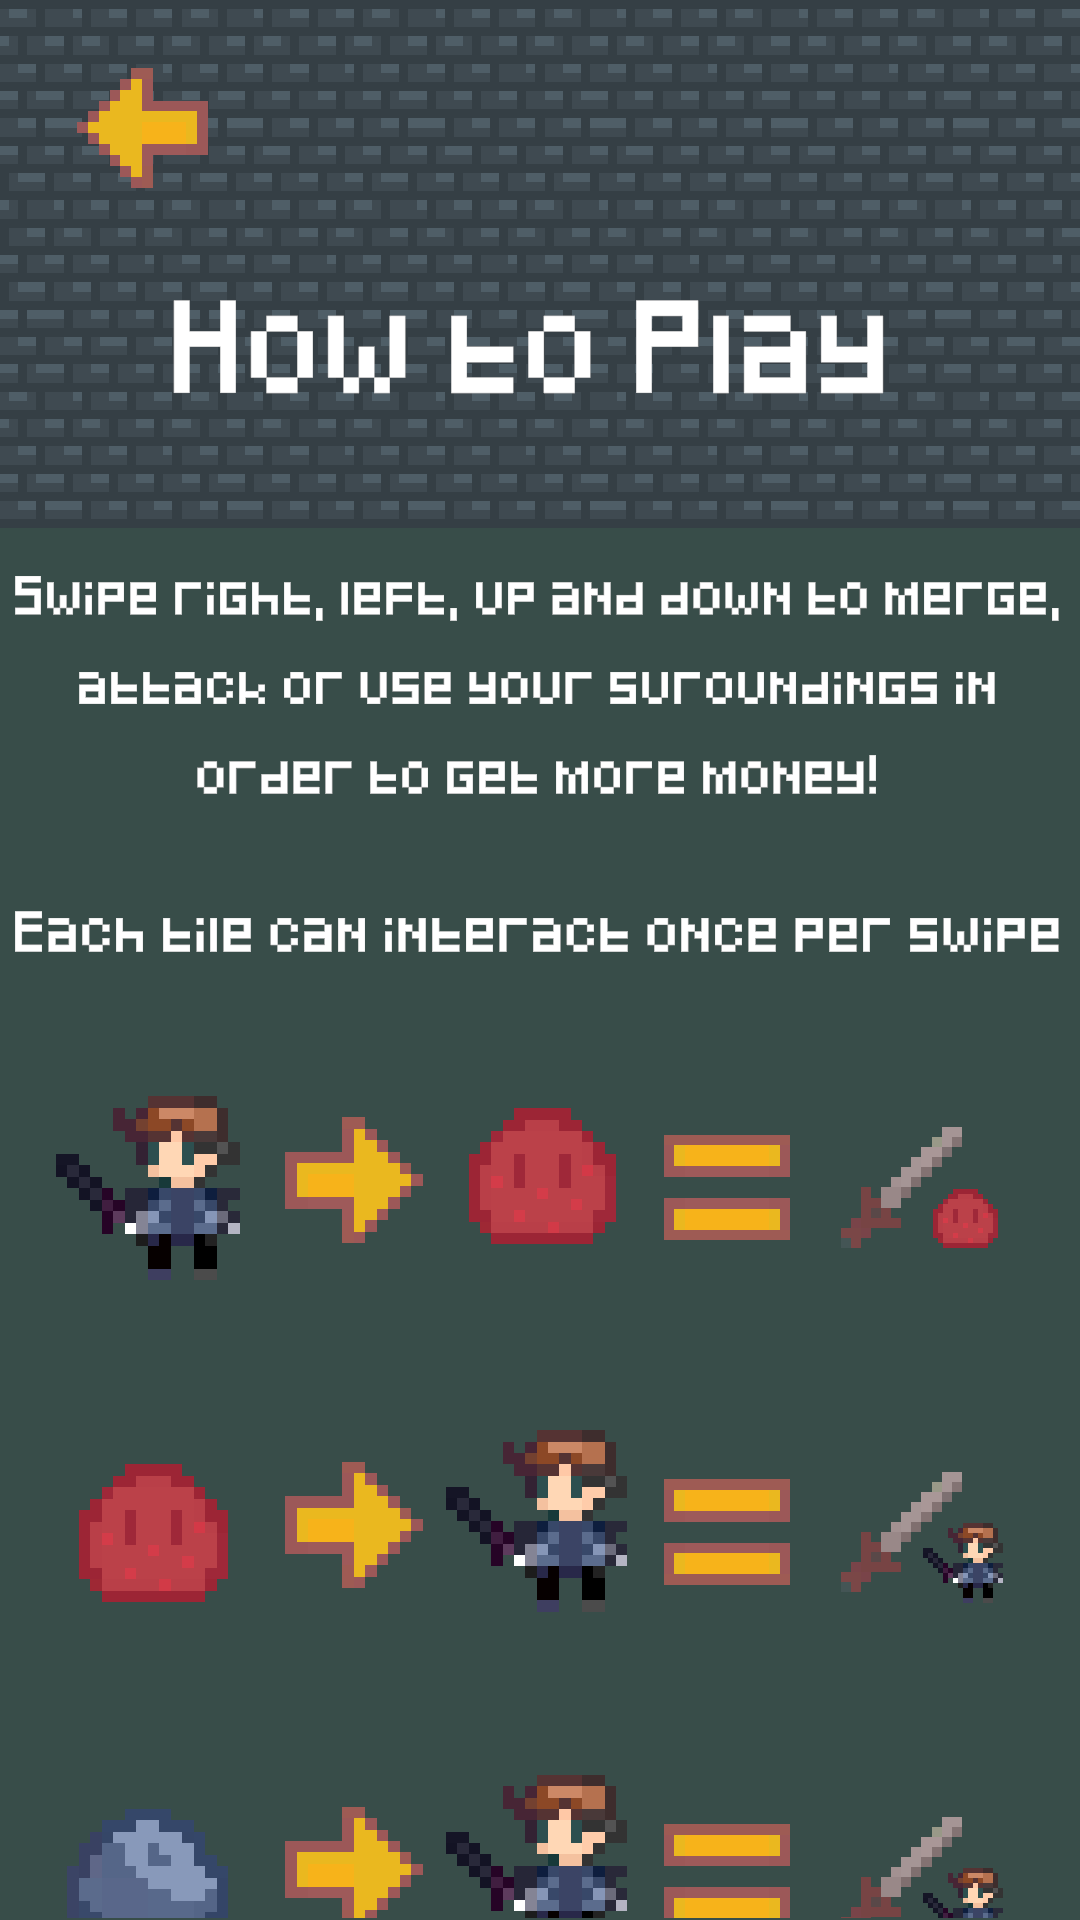 How to Play
Swipe right, left, up and down to merge,
attack or use your suroundings in
order to get more money!
Each tile can interact once per swipe